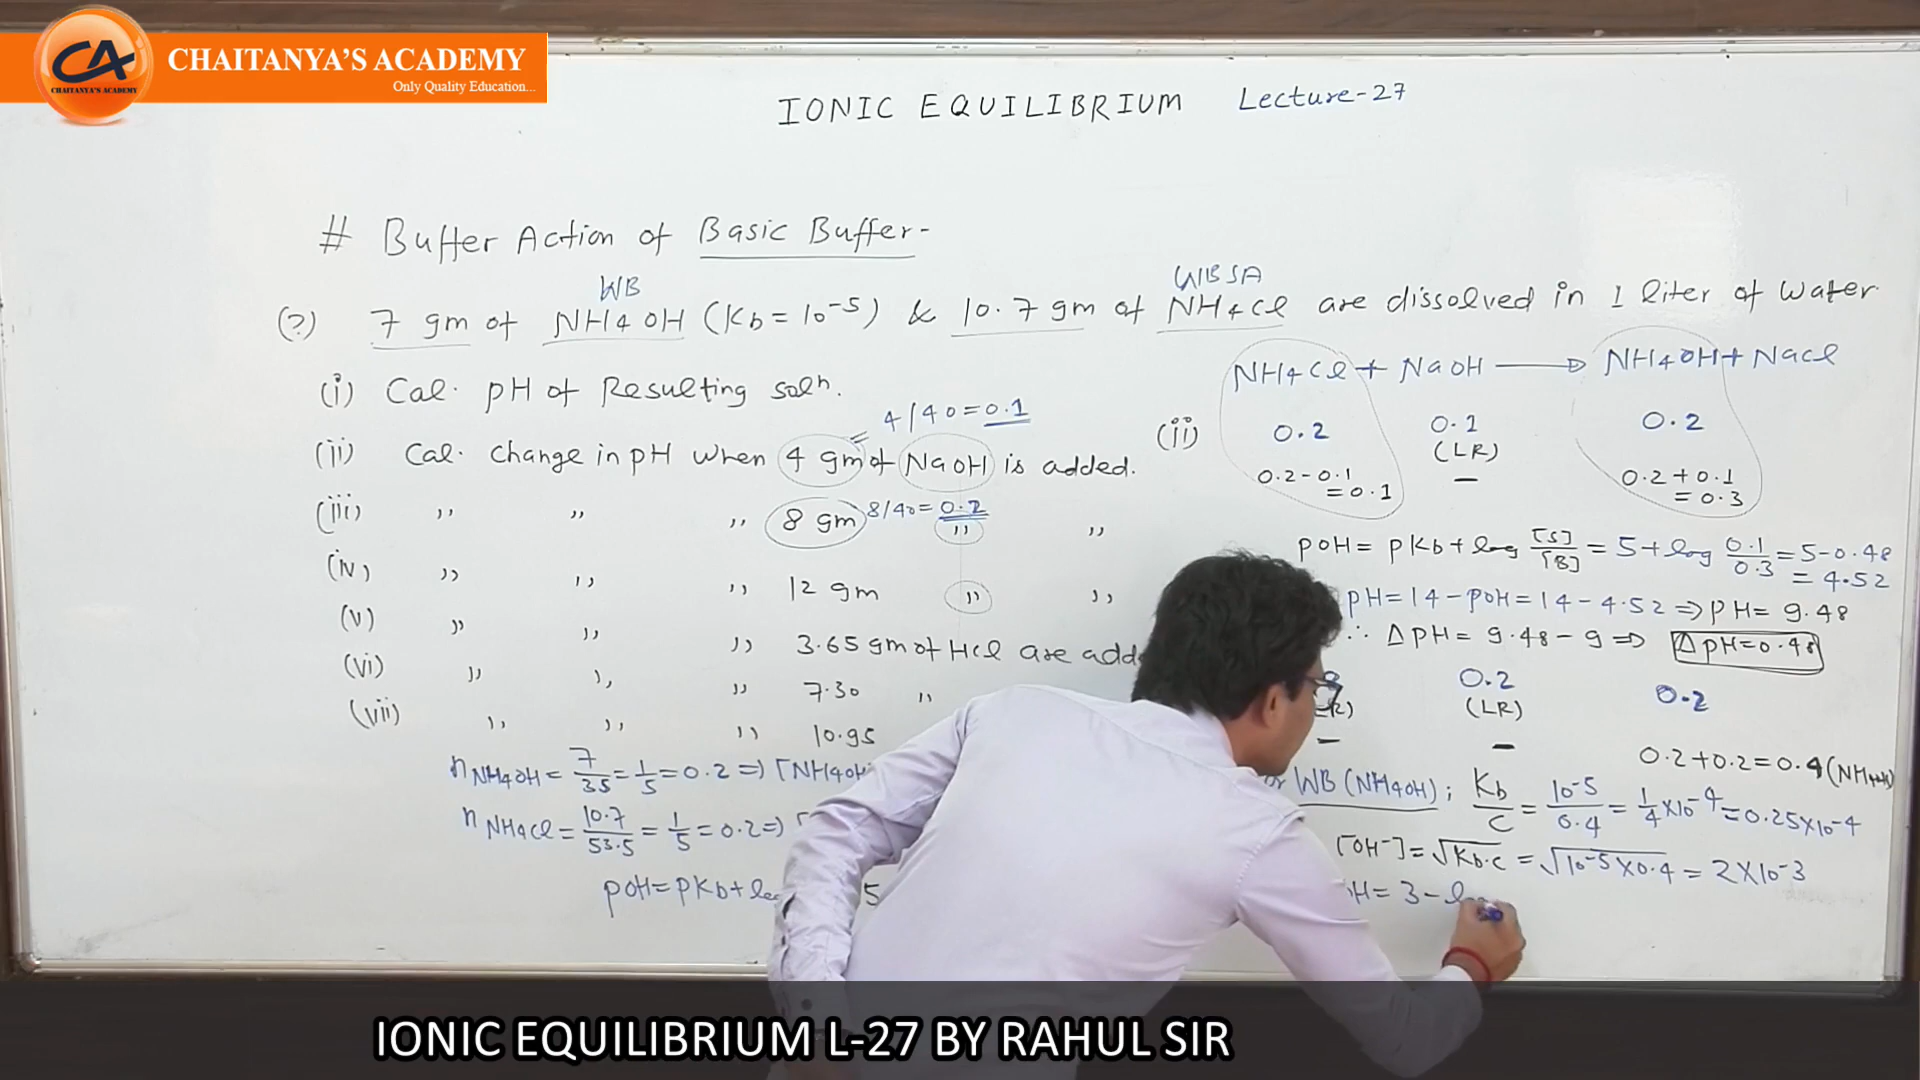 CA
CHAITANYA'S ACADEMY
CHAITANYA'S ACADEMY
Only Quality Education...
IONIC EQUILIBRIUM Lecture-27
# Buffer Action of Basic Buffer-
WB
WBSA
(?) 7 gm of NH4OH (Kb = 10⁻⁵) & 10.7 gm of NH4Cl are dissolved in 1 liter of water
(i) Cal. pH of Resulting solⁿ.
4/40 = 0.1
(ii) Cal. change in pH when 4 gm of NaOH is added.
(iii) ,, ,, ,, 8 gm 8/40 = 0.2 ,, ,,
(iv) ,, ,, ,, 12 gm ,, ,,
(v) ,, ,, ,, 3.65 gm of HCl are
(vi) ,, ,, ,, 7.30 ,,
(vii) ,, ,, ,, 10.95
nNH4OH = 7/35 = 1/5 = 0.2 => [NH4OH
nNH4Cl = 10.7/53.5 = 1/5 = 0.2 => [
pOH = pKb + 5
NH4Cl + NaOH → NH4OH + NaCl
(ii) 0.2 0.1 0.2
(LR)
0.2 - 0.1 = 0.1 — 0.2 + 0.1 = 0.3
pOH = pKb + log [S]/[B] = 5 + log 0.1/0.3 = 5 - 0.48
= 4.52
pH = 14 - pOH = 14 - 4.52 => pH = 9.48
∴ ΔpH = 9.48 - 9 => ΔpH = 0.48
0.2 0.2
(LR)
— — 0.2 + 0.2 = 0.4
WB (NH4OH) ; Kb/C = 10⁻⁵/0.4 = 1/4 × 10⁻⁴ = 0.25 × 10⁻⁴
[OH⁻] = √Kb.C = √10⁻⁵ × 0.4 = 2 × 10⁻³
H = 3 -
IONIC EQUILIBRIUM L-27 BY RAHUL SIR